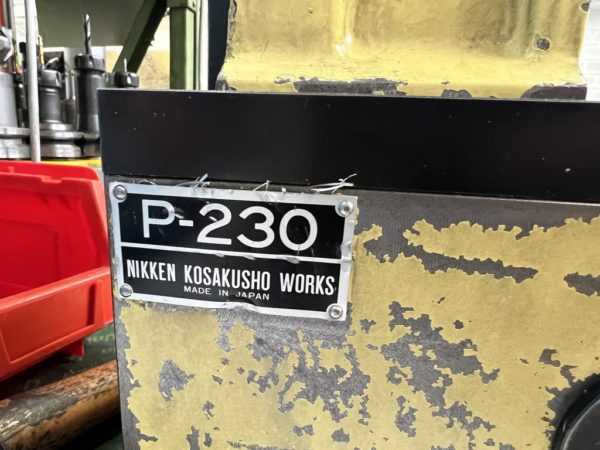 P-230
NIKKEN KOSAKUSHO WORKS
MADE IN JAPAN